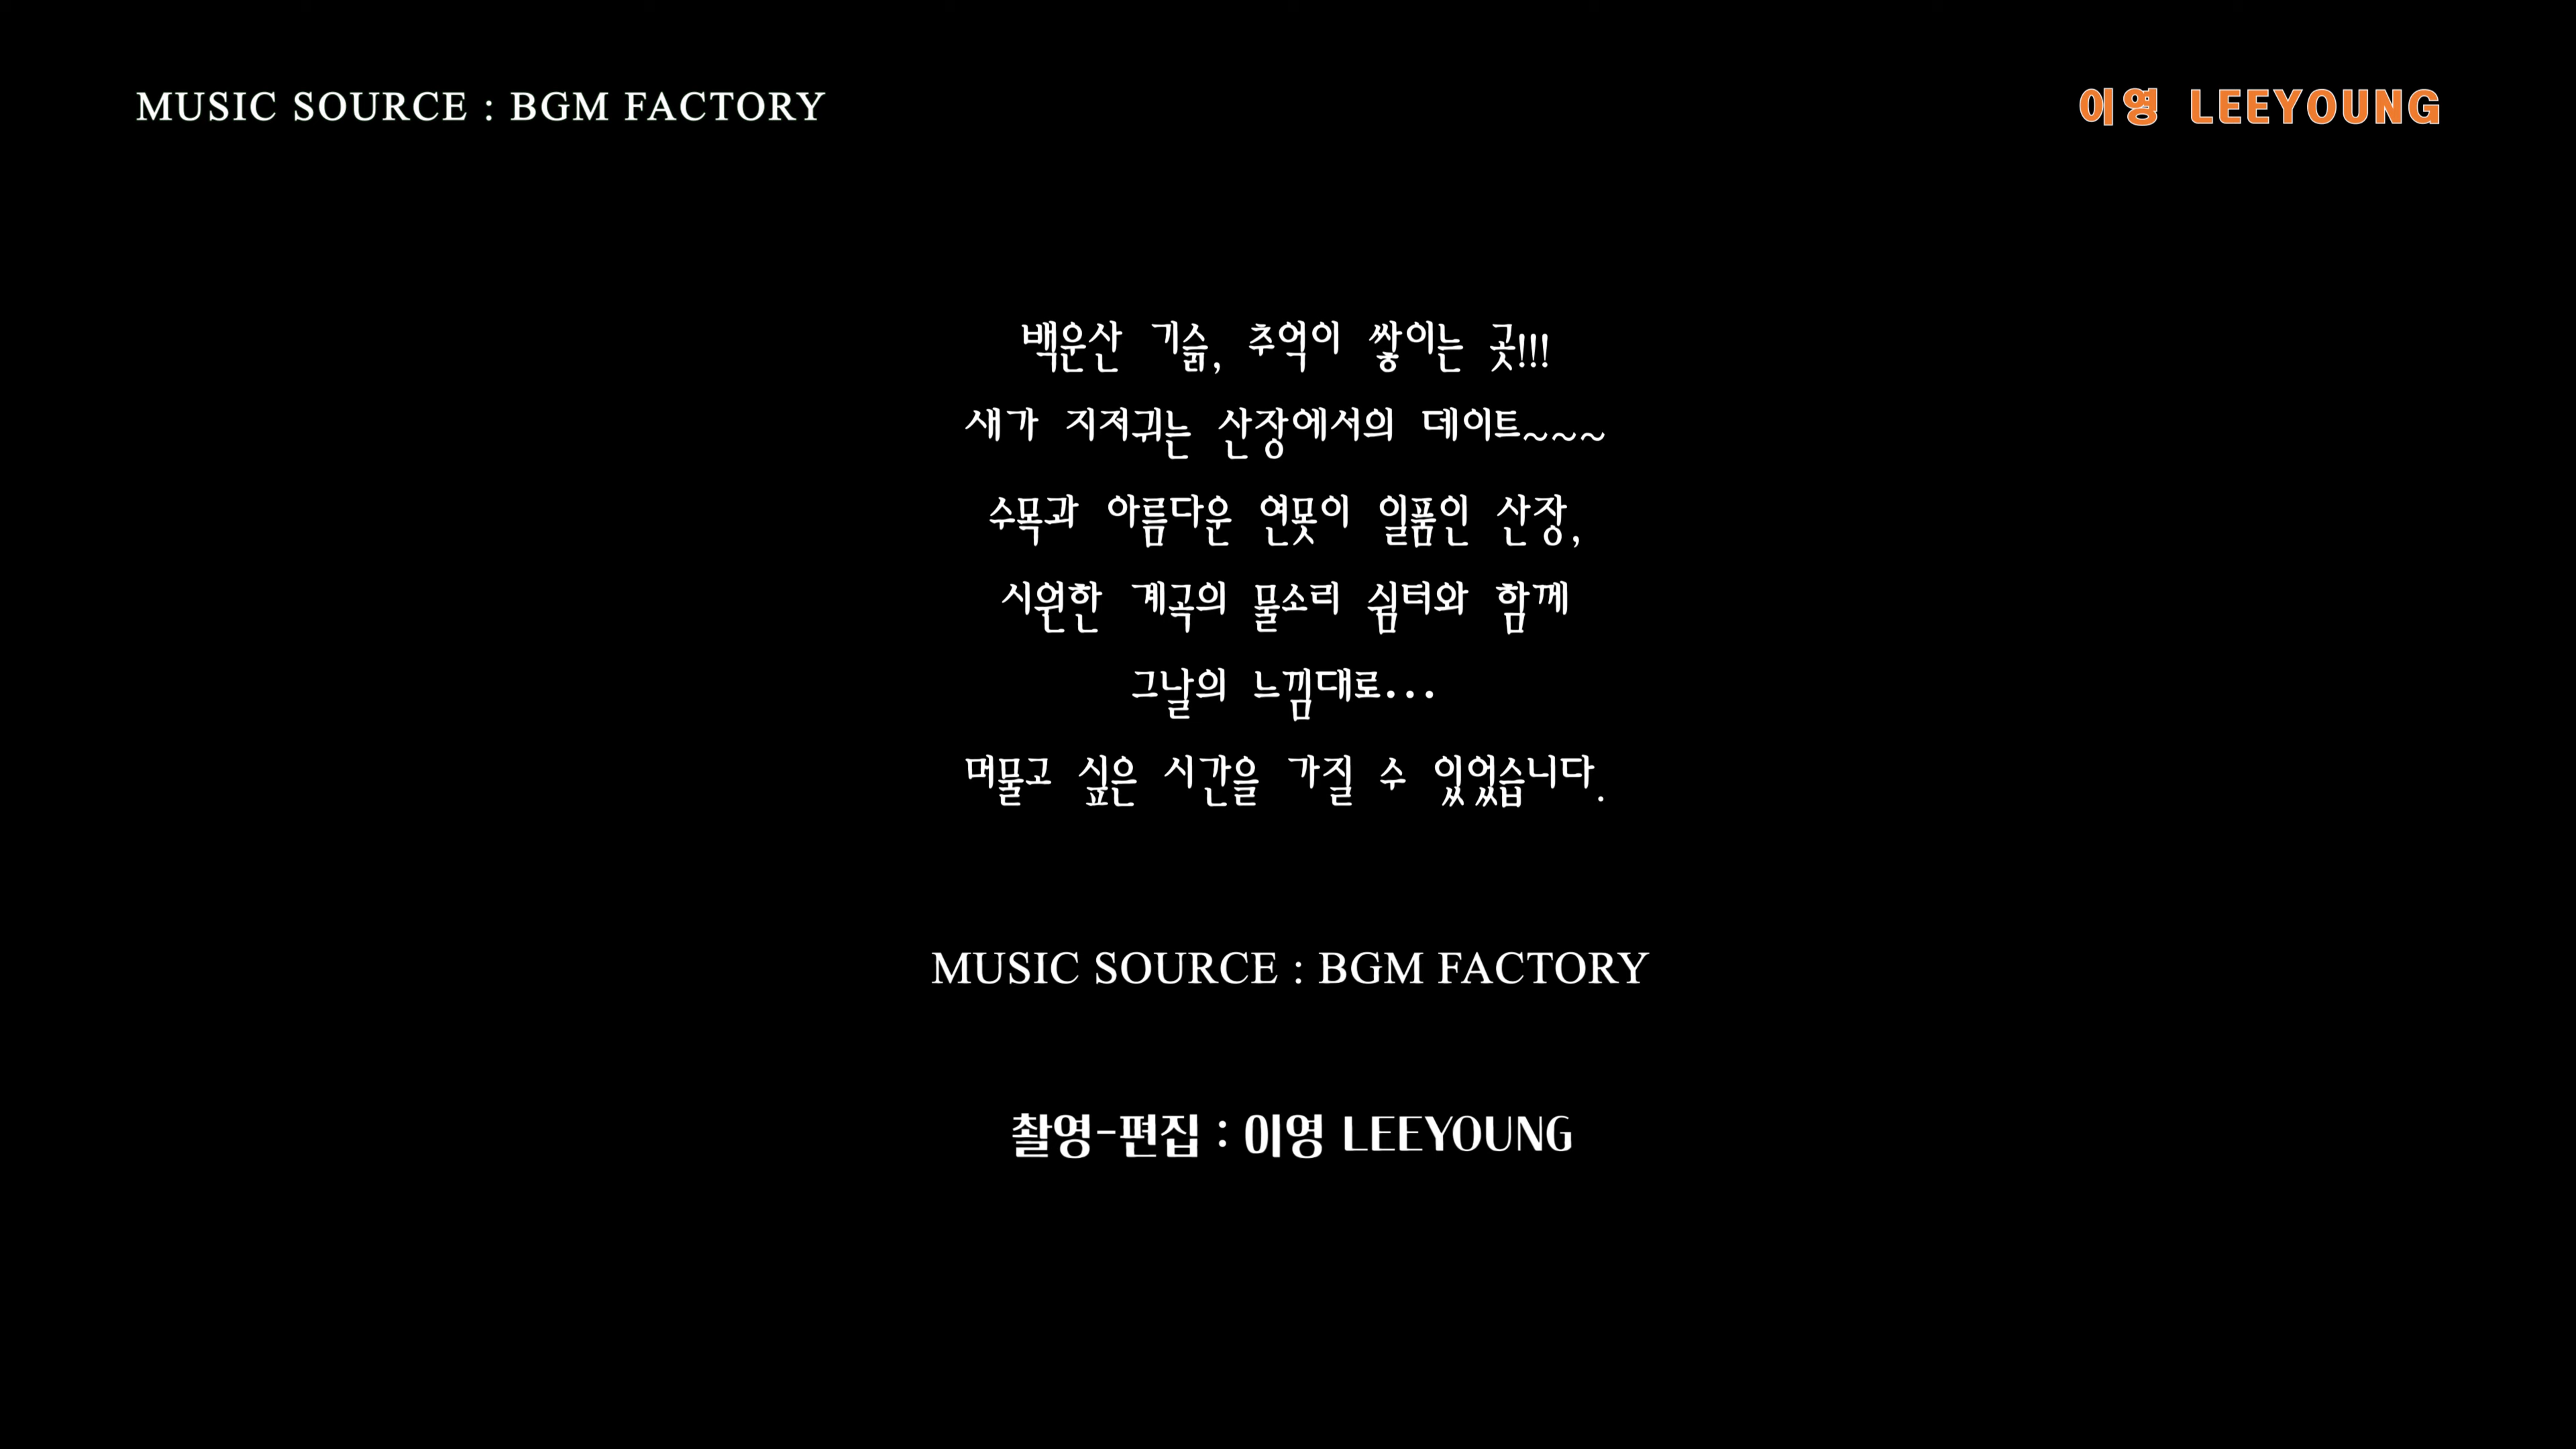 MUSIC SOURCE : BGM FACTORY
이영 LEEYOUNG
백운산 기슭, 추억이 쌓이는 곳!!!
새가 지저귀는 산장에서의 데이트~~~
수목과 아름다운 연못이 일품인 산장,
시원한 계곡의 물소리 쉼터와 함께
그날의 느낌대로...
머물고 싶은 시간을 가질 수 있었습니다.
MUSIC SOURCE : BGM FACTORY
촬영-편집 : 이영 LEEYOUNG